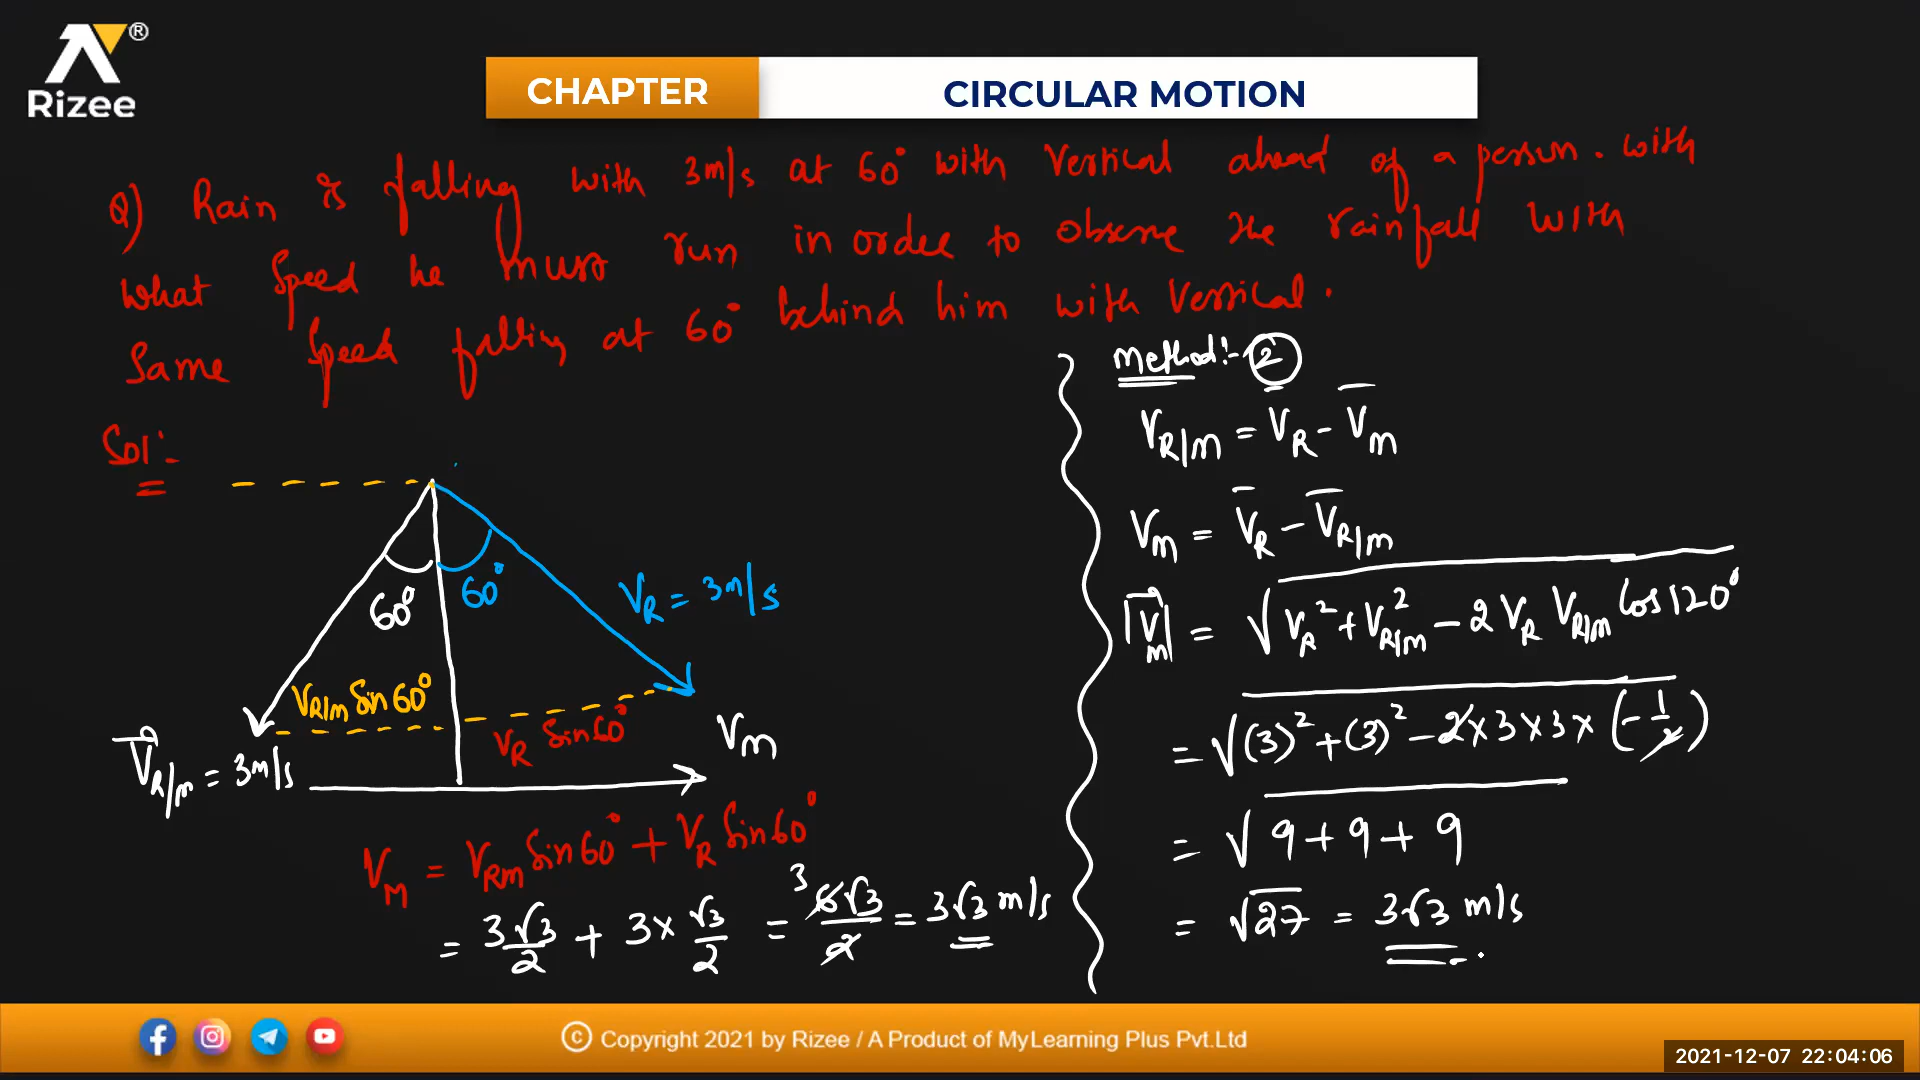 Rizee®
CHAPTER CIRCULAR MOTION
Q) Rain is falling with 3m/s at 60° with Vertical ahead of a person. with
what speed he must run in order to observe the rainfall with
Same speed falling at 60° behind him with Vertical.
Sol:
60° 60°
V_R = 3m/s
V_R/m sin60°
V_R sin60°
V_m
V_R/m = 3m/s
V_M = V_Rm sin60° + V_R sin60°
= 3√3/2 + 3 × √3/2 = 3 6√3/2 = 3√3 m/s
method:- 2
V_R/m = V_R - V_m
V_m = V_R - V_R/m
|V_m| = √V_R² + V_R/m² - 2 V_R V_R/m Cos 120°
= √(3)² + (3)² - 2×3×3×(-1/2)
= √9+9+9
= √27 = 3√3 m/s
© Copyright 2021 by Rizee / A Product of MyLearning Plus Pvt.Ltd
2021-12-07 22:04:06